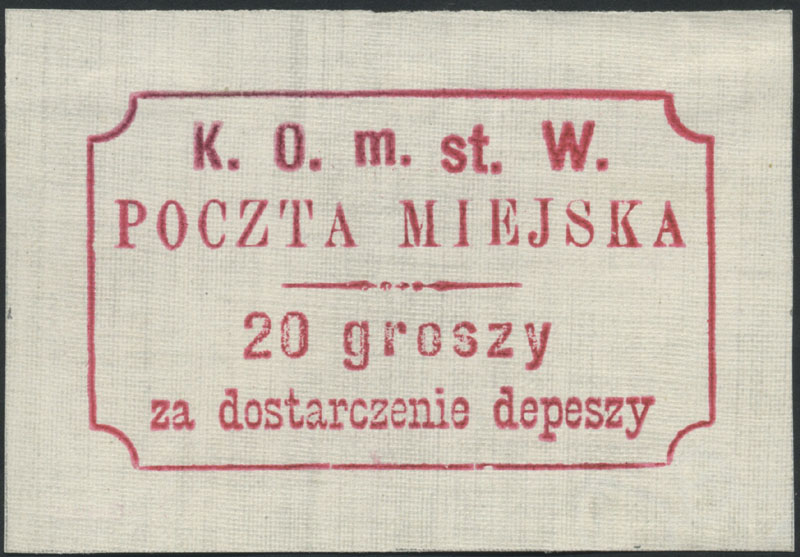 K. O. m. st. W.
POCZTA MIEJSKA
20 groszy
za dostarczenie depeszy